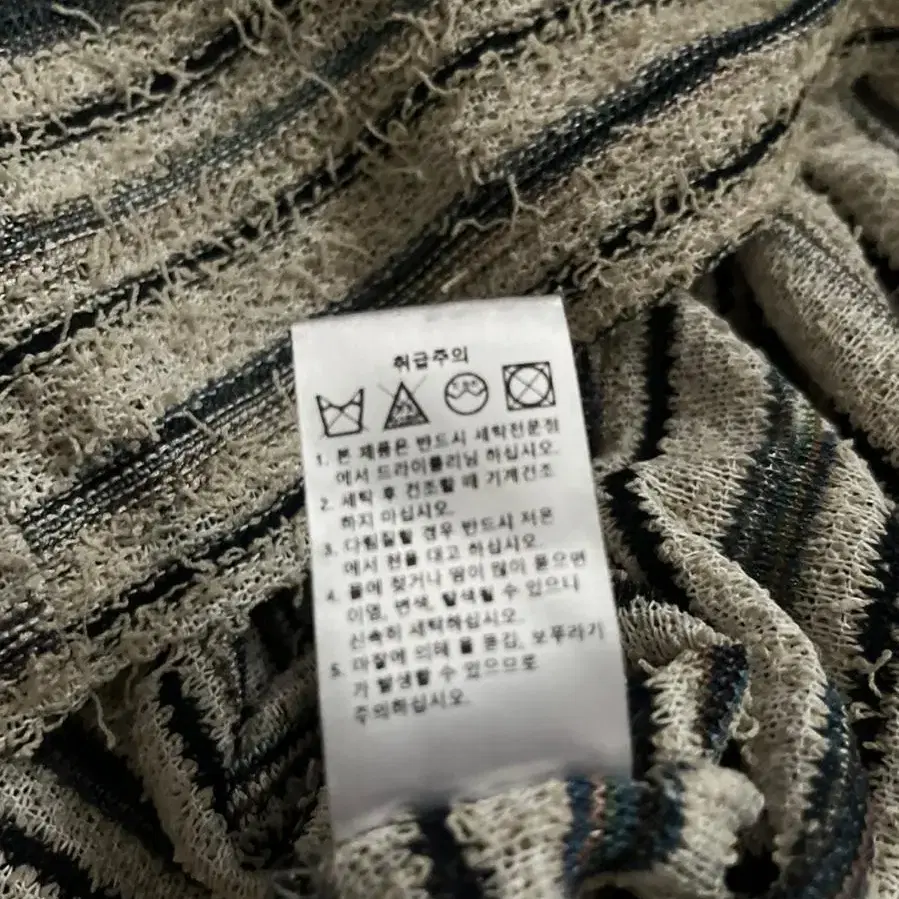 취급주의
1. 본 제품은 반드시 세탁전문점
에서 드라이클리닝 하십시오.
2. 세탁 후 건조할 때 기계건조
하지 마십시오.
3. 다림질할 경우 반드시 저온
에서 천을 대고 하십시오.
4. 물에 젖거나 땀이 많이 묻으면
이염, 변색, 탈색될 수 있으니
신속히 세탁하십시오.
5. 마찰에 의해 올 뜯김, 보푸라기
가 발생할 수 있으므로
주의하십시오.